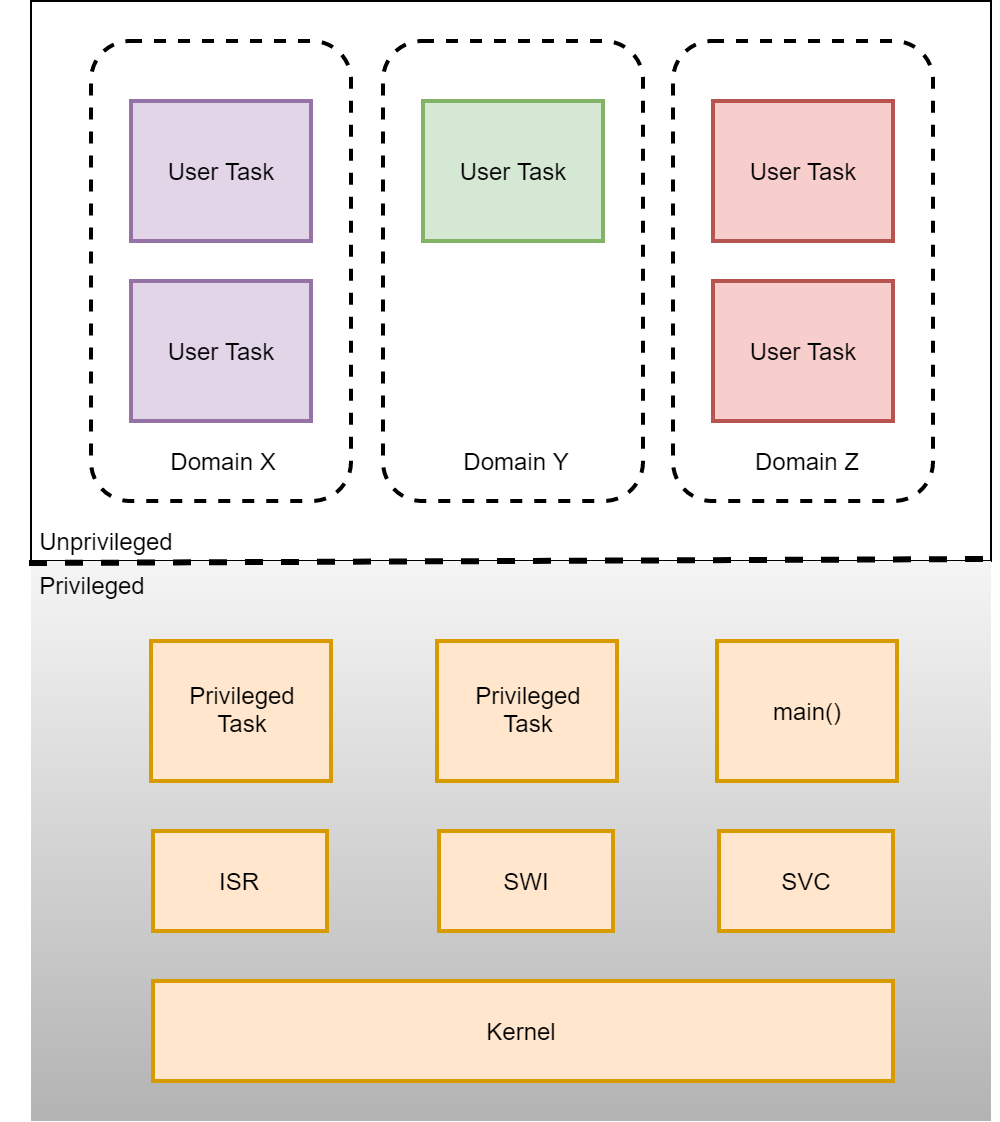 User Task
User Task
User Task
User Task
User Task
Domain X
Domain Y
Domain Z
Unprivileged
Privileged
Privileged
Task
Privileged
Task
main()
ISR
SWI
SVC
Kernel